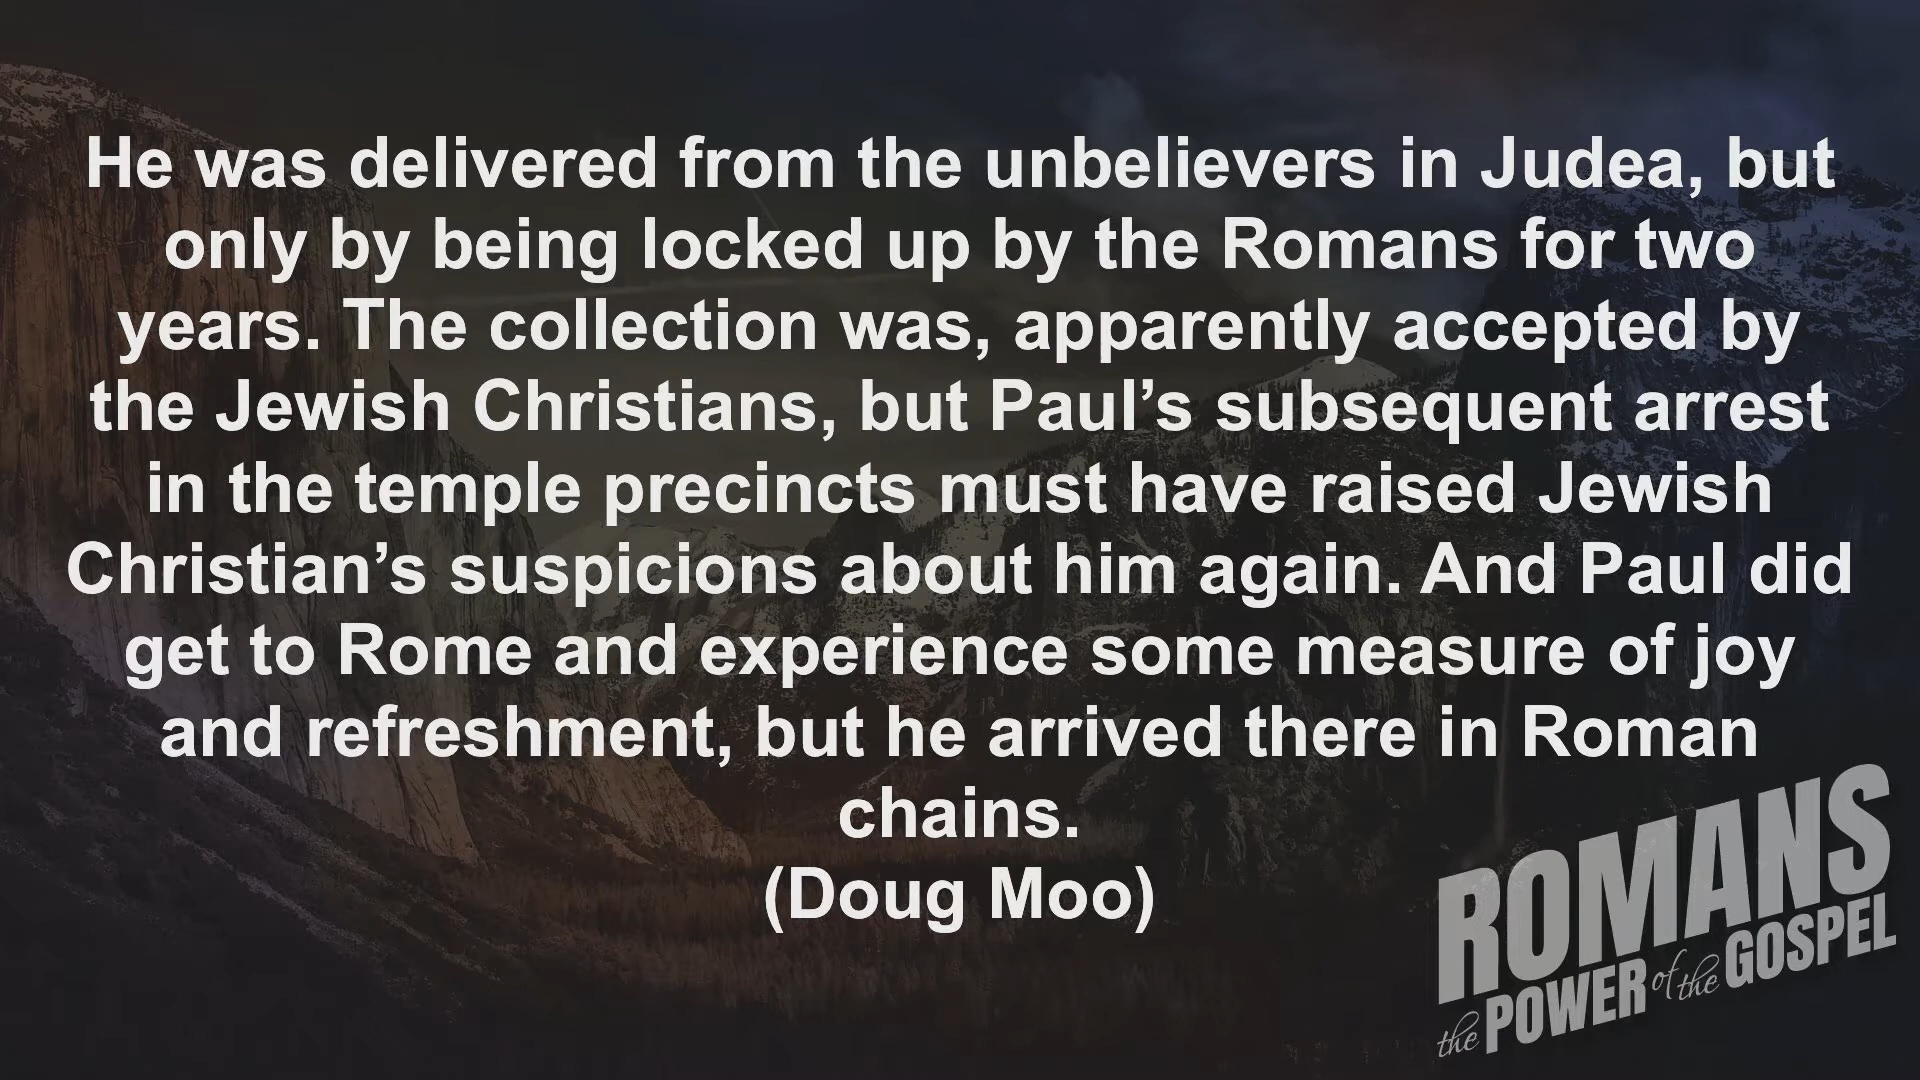 He was delivered from the unbelievers in Judea, but
only by being locked up by the Romans for two
years. The collection was, apparently accepted by
the Jewish Christians, but Paul’s subsequent arrest
in the temple precincts must have raised Jewish
Christian’s suspicions about him again. And Paul did
get to Rome and experience some measure of joy
and refreshment, but he arrived there in Roman
chains.
(Doug Moo)
ROMANS
the POWER of the GOSPEL